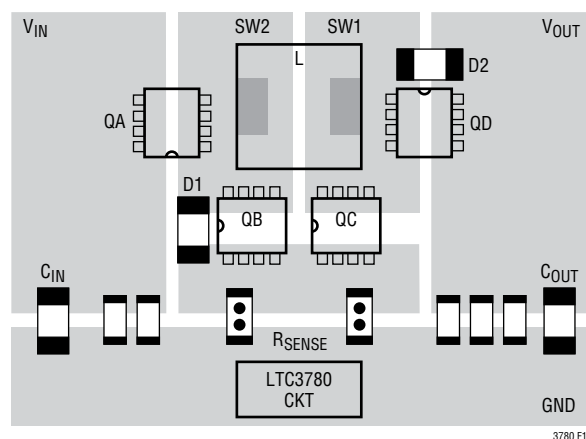 VIN
SW2
SW1
VOUT
L
D2
QA
QD
D1
QB
QC
CIN
COUT
RSENSE
LTC3780
CKT
GND
3780 F1